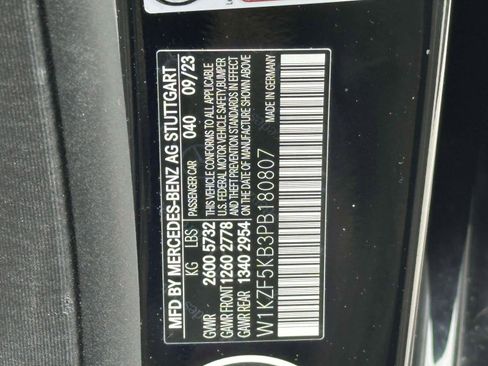 MFD BY MERCEDES-BENZ AG STUTTGART
PASSENGER CAR 040 09/23
KG LBS
GVWR 2600 5732
GAWR FRONT 1260 2778
GAWR REAR 1340 2954
THIS VEHICLE CONFORMS TO ALL APPLICABLE
U.S. FEDERAL MOTOR VEHICLE SAFETY,BUMPER
AND THEFT PREVENTION STANDARDS IN EFFECT
ON THE DATE OF MANUFACTURE SHOWN ABOVE
W1KZF5KB3PB180807
MADE IN GERMANY